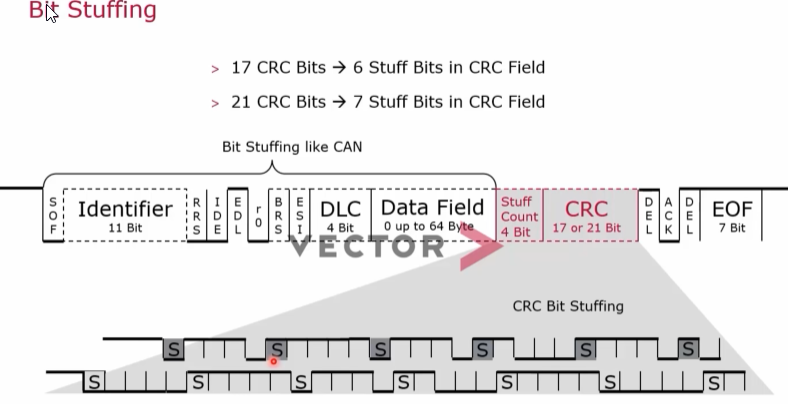 Bit Stuffing
> 17 CRC Bits → 6 Stuff Bits in CRC Field
> 21 CRC Bits → 7 Stuff Bits in CRC Field
Bit Stuffing like CAN
SOF
Identifier
11 Bit
RRS
IDE
EDL
r0
BRS
ESI
DLC
4 Bit
Data Field
0 up to 64 Byte
Stuff
Count
4 Bit
CRC
17 or 21 Bit
DEL
ACK
DEL
EOF
7 Bit
VECTOR
CRC Bit Stuffing
S S S S S S
S S S S S S S